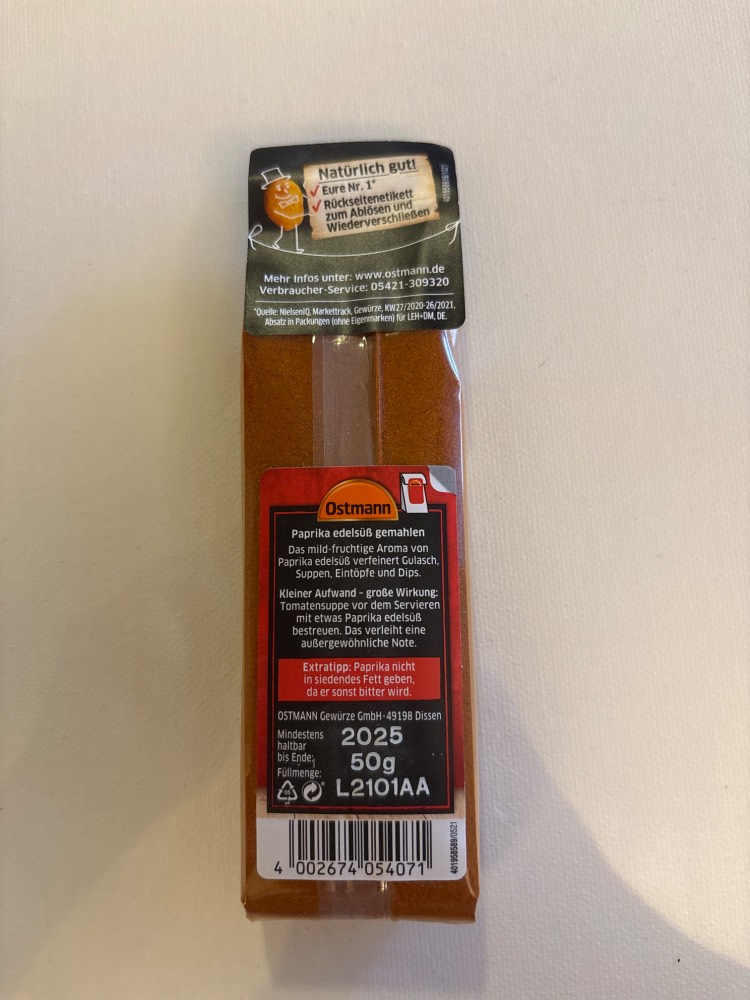 Natürlich gut!
✓ Eure Nr. 1*
✓ Rückseitenetikett
zum Ablösen und
Wiederverschließen
Mehr Infos unter: www.ostmann.de
Verbraucher-Service: 05421-309320
*Quelle: NielsenIQ, Markettrack, Gewürze, KW27/2020-26/2021,
Absatz in Packungen (ohne Eigenmarken) für LEH+DM, DE.
Ostmann
Paprika edelsüß gemahlen
Das mild-fruchtige Aroma von
Paprika edelsüß verfeinert Gulasch,
Suppen, Eintöpfe und Dips.
Kleiner Aufwand – große Wirkung:
Tomatensuppe vor dem Servieren
mit etwas Paprika edelsüß
bestreuen. Das verleiht eine
außergewöhnliche Note.
Extratipp: Paprika nicht
in siedendes Fett geben,
da er sonst bitter wird.
OSTMANN Gewürze GmbH · 49198 Dissen
Mindestens
haltbar
bis Ende:
2025
Füllmenge:
50g
L2101AA
401958589/0521
4 002674 054071